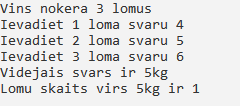 Vins nokera 3 lomus
Ievadiet 1 loma svaru 4
Ievadiet 2 loma svaru 5
Ievadiet 3 loma svaru 6
Videjais svars ir 5kg
Lomu skaits virs 5kg ir 1